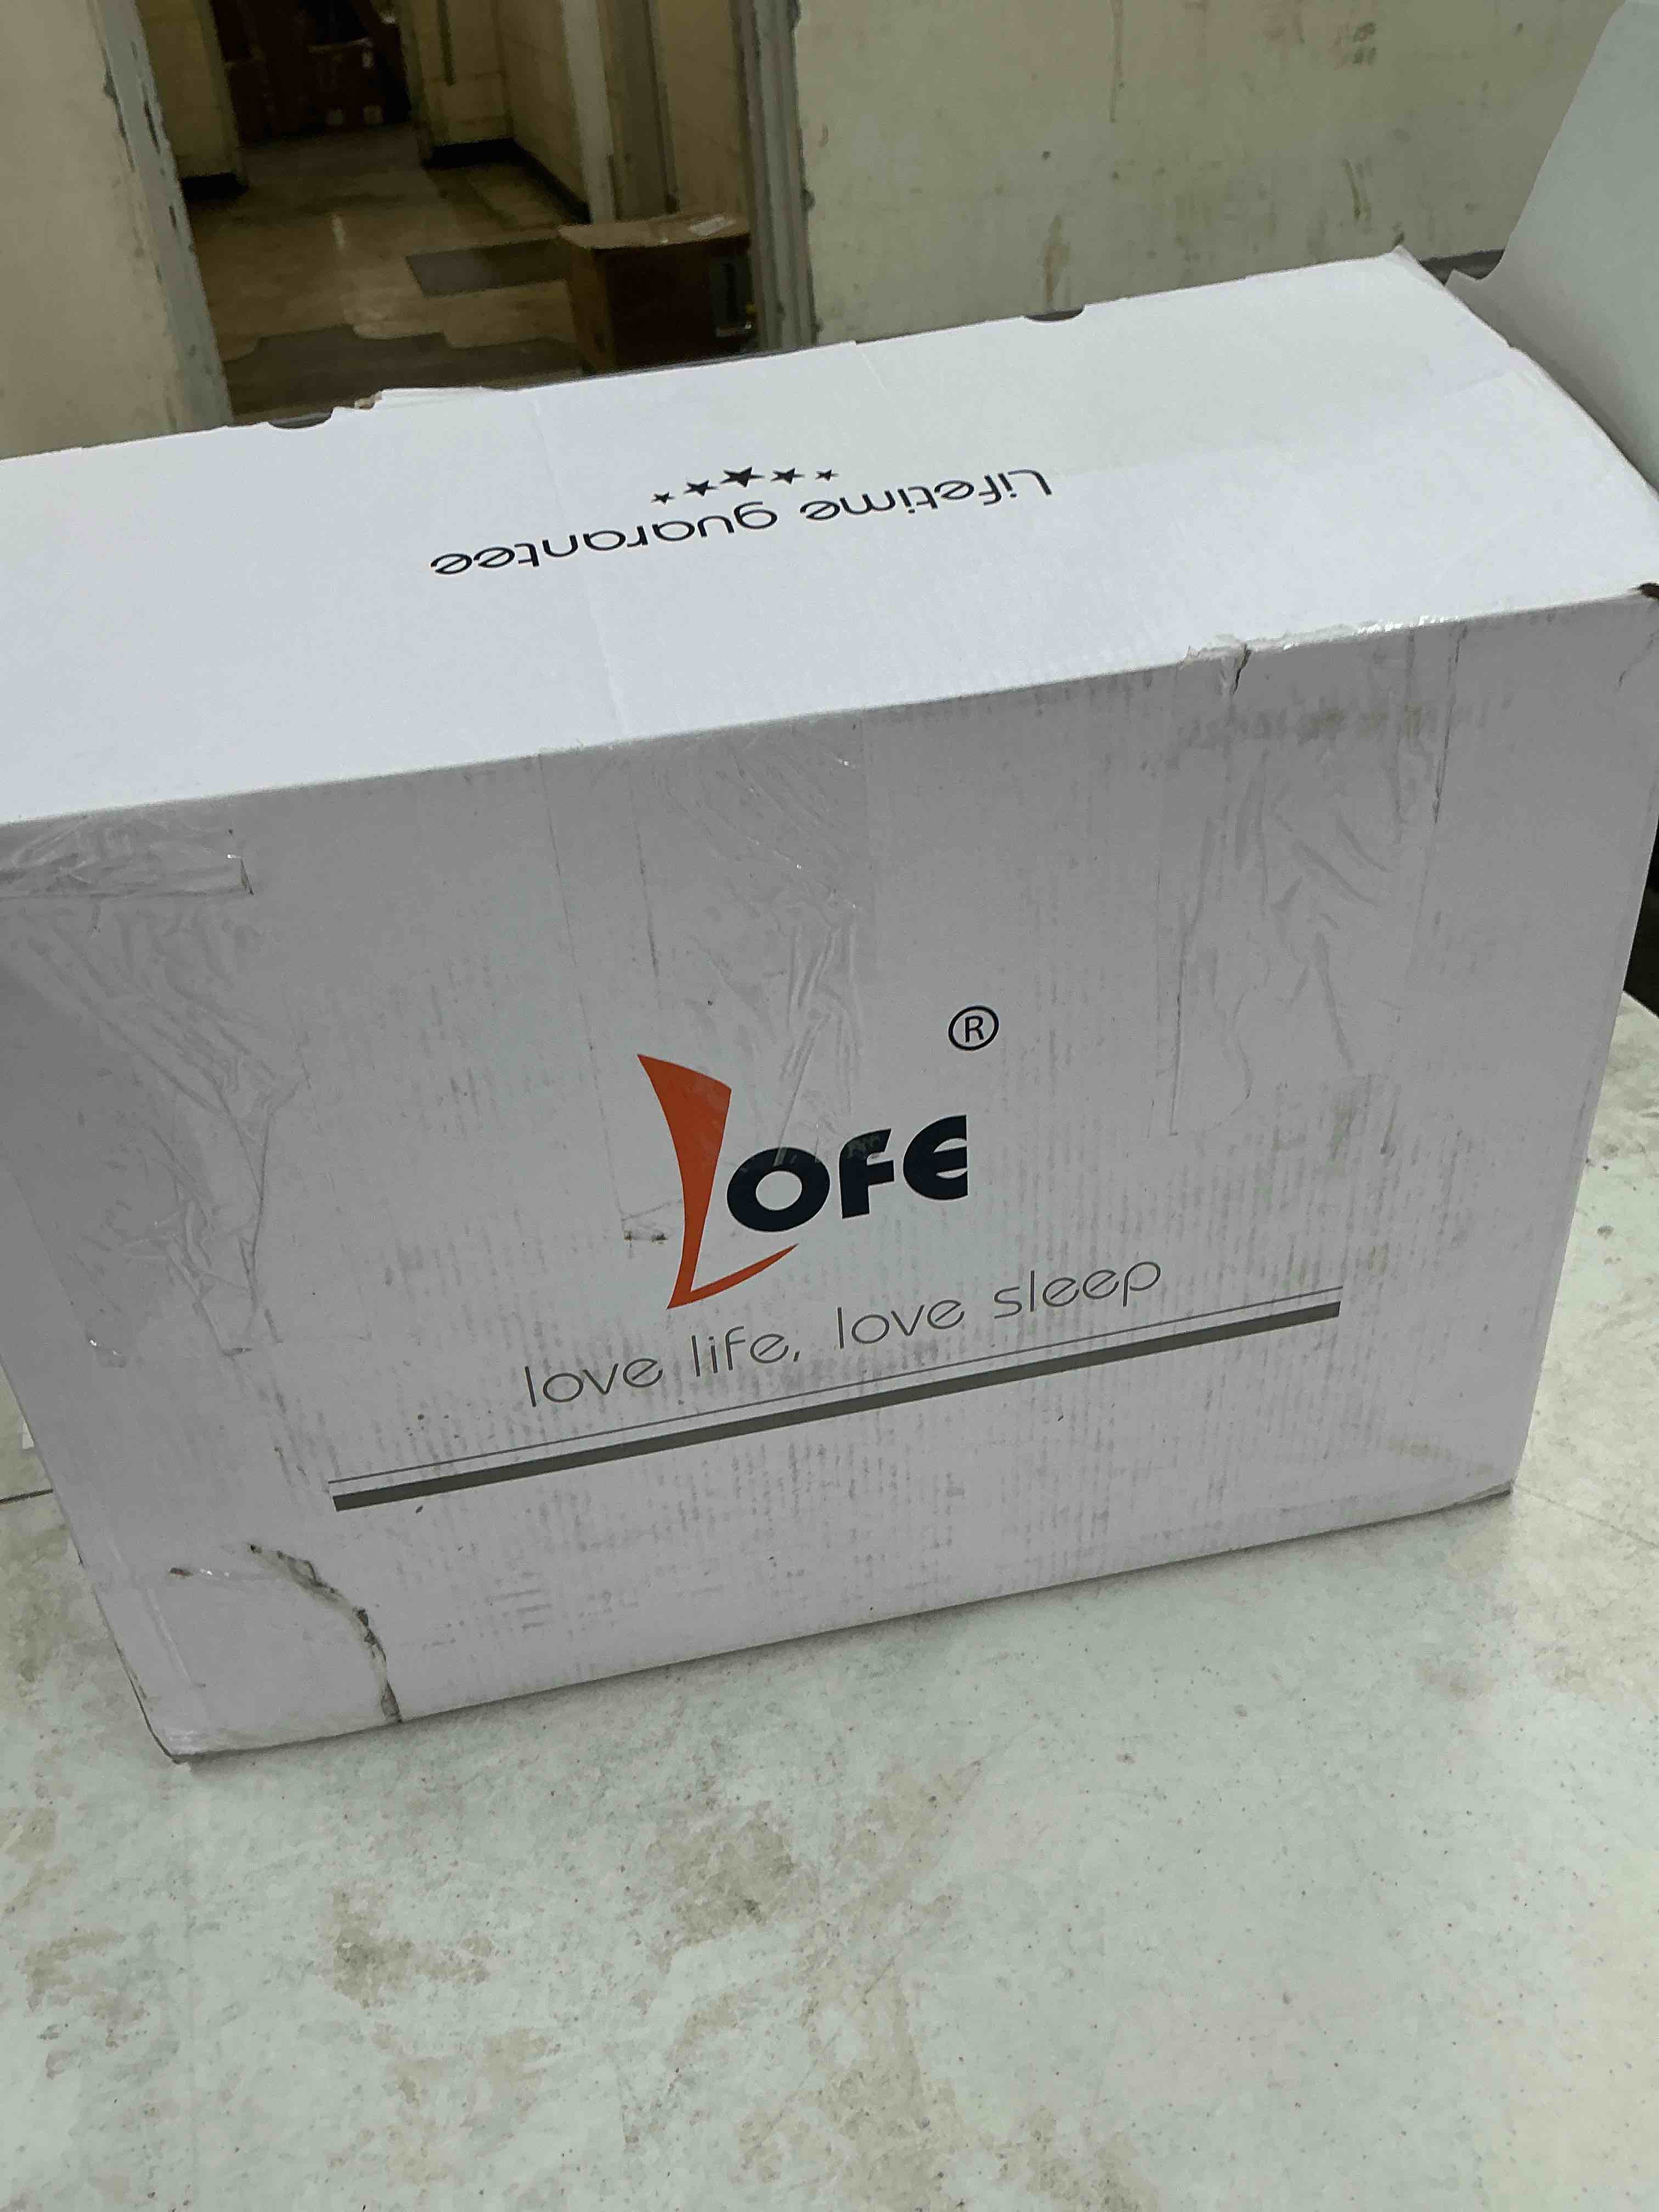 Lifetime guarantee
★★★★★
LOFE®
love life, love sleep